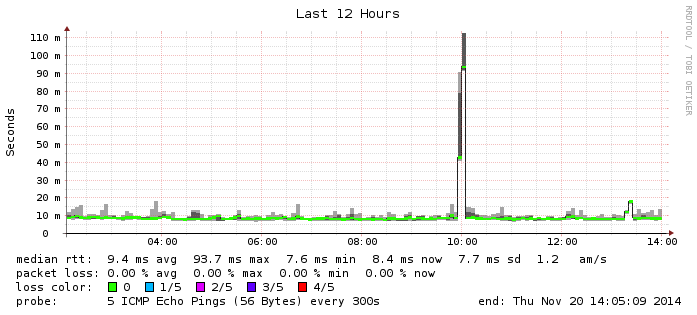 Last 12 Hours
RRDTOOL / TOBI OETIKER
Seconds
110 m
100 m
90 m
80 m
70 m
60 m
50 m
40 m
30 m
20 m
10 m
0
04:00 06:00 08:00 10:00 12:00 14:00
median rtt: 9.4 ms avg 93.7 ms max 7.6 ms min 8.4 ms now 7.7 ms sd 1.2 am/s
packet loss: 0.00 % avg 0.00 % max 0.00 % min 0.00 % now
loss color: 0 1/5 2/5 3/5 4/5
probe: 5 ICMP Echo Pings (56 Bytes) every 300s end: Thu Nov 20 14:05:09 2014